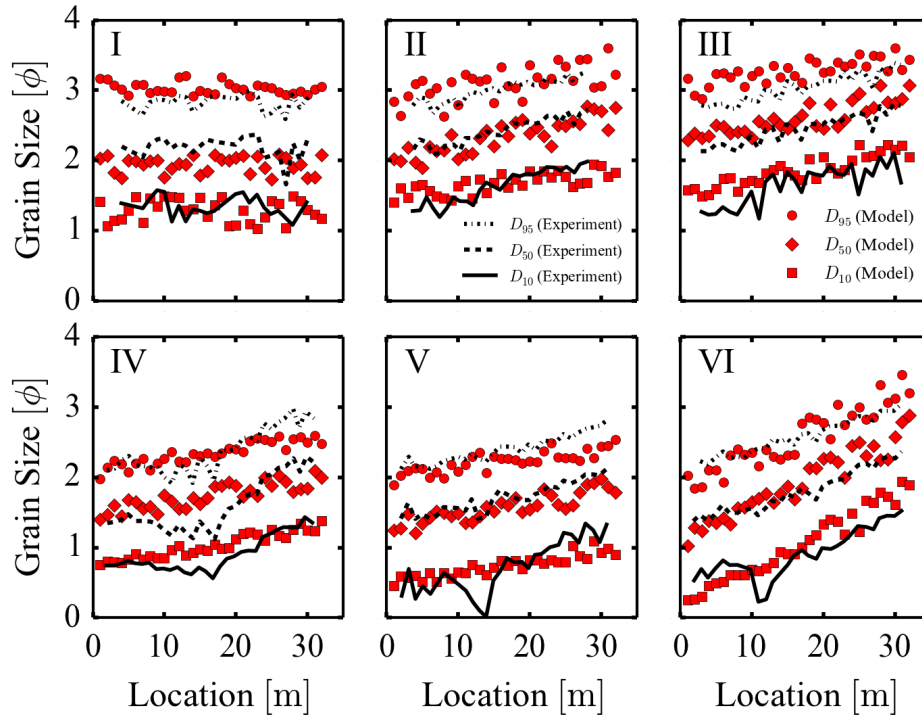 4
3
2
1
0
Grain Size [ϕ]
I
II
D₉₅ (Experiment)
D₅₀ (Experiment)
D₁₀ (Experiment)
III
D₉₅ (Model)
D₅₀ (Model)
D₁₀ (Model)
4
3
2
1
0
Grain Size [ϕ]
IV
V
VI
0 10 20 30
0 10 20 30
0 10 20 30
Location [m]
Location [m]
Location [m]